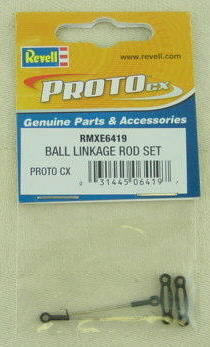 Revell
www.revell.com
PROTO CX
Genuine Parts & Accessories
RMXE6419
BALL LINKAGE ROD SET
PROTO CX
0 31445 06419